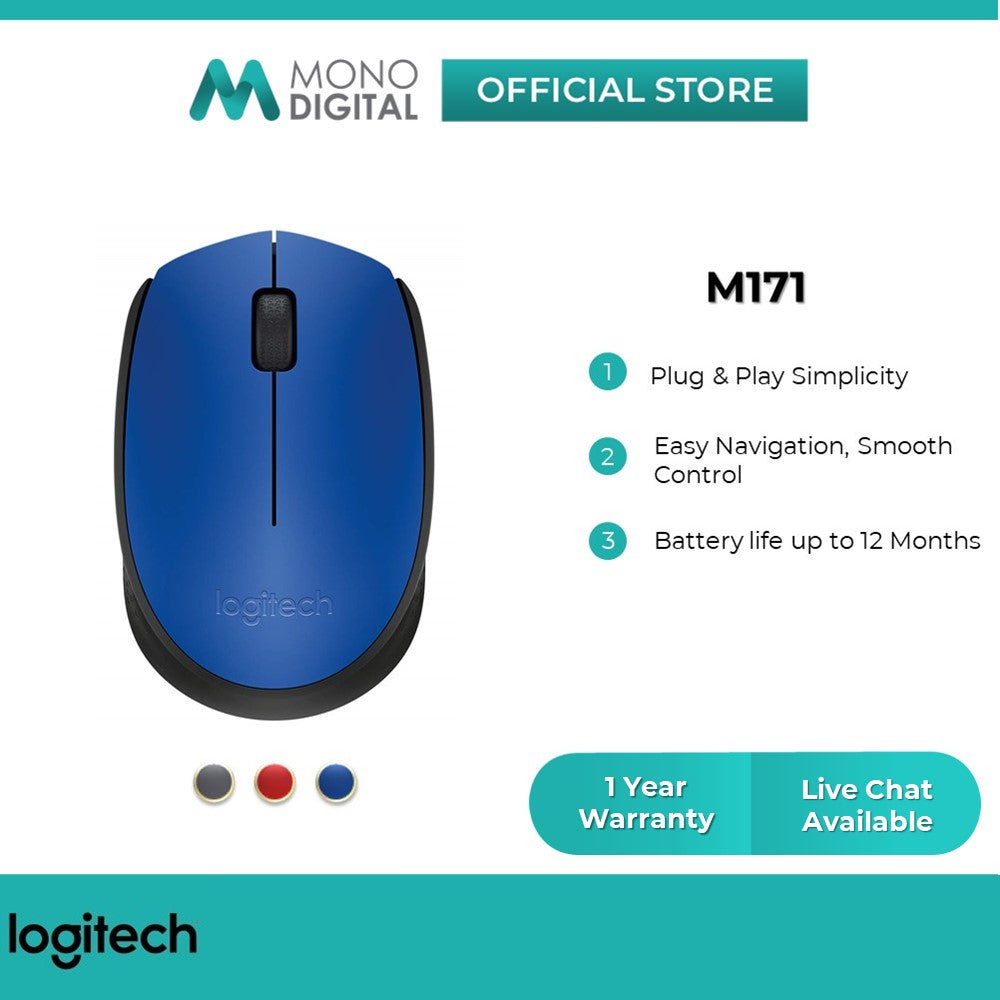 MONO
DIGITAL
OFFICIAL STORE
M171
1 Plug & Play Simplicity
2 Easy Navigation, Smooth
Control
3 Battery life up to 12 Months
logitech
1 Year
Warranty
Live Chat
Available
logitech